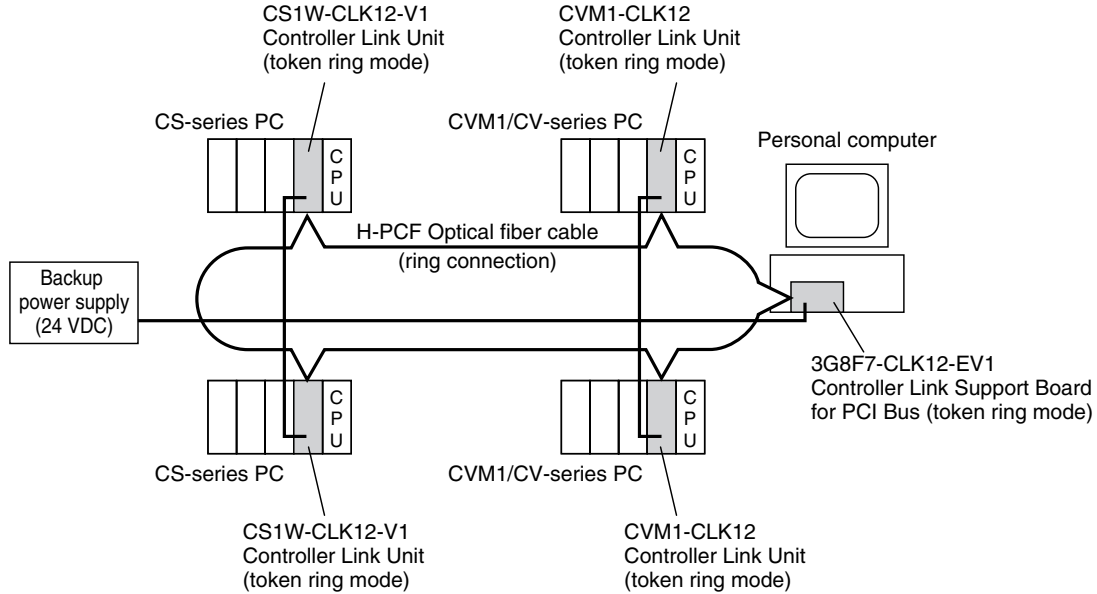 CS1W-CLK12-V1
Controller Link Unit
(token ring mode)
CVM1-CLK12
Controller Link Unit
(token ring mode)
CS-series PC
CVM1/CV-series PC
Personal computer
C
P
U
C
P
U
H-PCF Optical fiber cable
(ring connection)
Backup
power supply
(24 VDC)
3G8F7-CLK12-EV1
Controller Link Support Board
for PCI Bus (token ring mode)
C
P
U
C
P
U
CS-series PC
CVM1/CV-series PC
CS1W-CLK12-V1
Controller Link Unit
(token ring mode)
CVM1-CLK12
Controller Link Unit
(token ring mode)